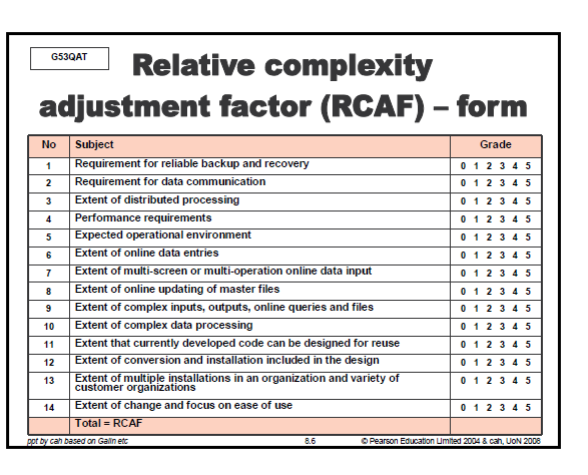 G53QAT
Relative complexity
adjustment factor (RCAF) – form
No Subject Grade
1 Requirement for reliable backup and recovery 0 1 2 3 4 5
2 Requirement for data communication 0 1 2 3 4 5
3 Extent of distributed processing 0 1 2 3 4 5
4 Performance requirements 0 1 2 3 4 5
5 Expected operational environment 0 1 2 3 4 5
6 Extent of online data entries 0 1 2 3 4 5
7 Extent of multi-screen or multi-operation online data input 0 1 2 3 4 5
8 Extent of online updating of master files 0 1 2 3 4 5
9 Extent of complex inputs, outputs, online queries and files 0 1 2 3 4 5
10 Extent of complex data processing 0 1 2 3 4 5
11 Extent that currently developed code can be designed for reuse 0 1 2 3 4 5
12 Extent of conversion and installation included in the design 0 1 2 3 4 5
13 Extent of multiple installations in an organization and variety of 0 1 2 3 4 5
customer organizations
14 Extent of change and focus on ease of use 0 1 2 3 4 5
Total = RCAF
ppt by cah based on Galin etc 8.6 © Pearson Education Limited 2004 & cah, UoN 2008